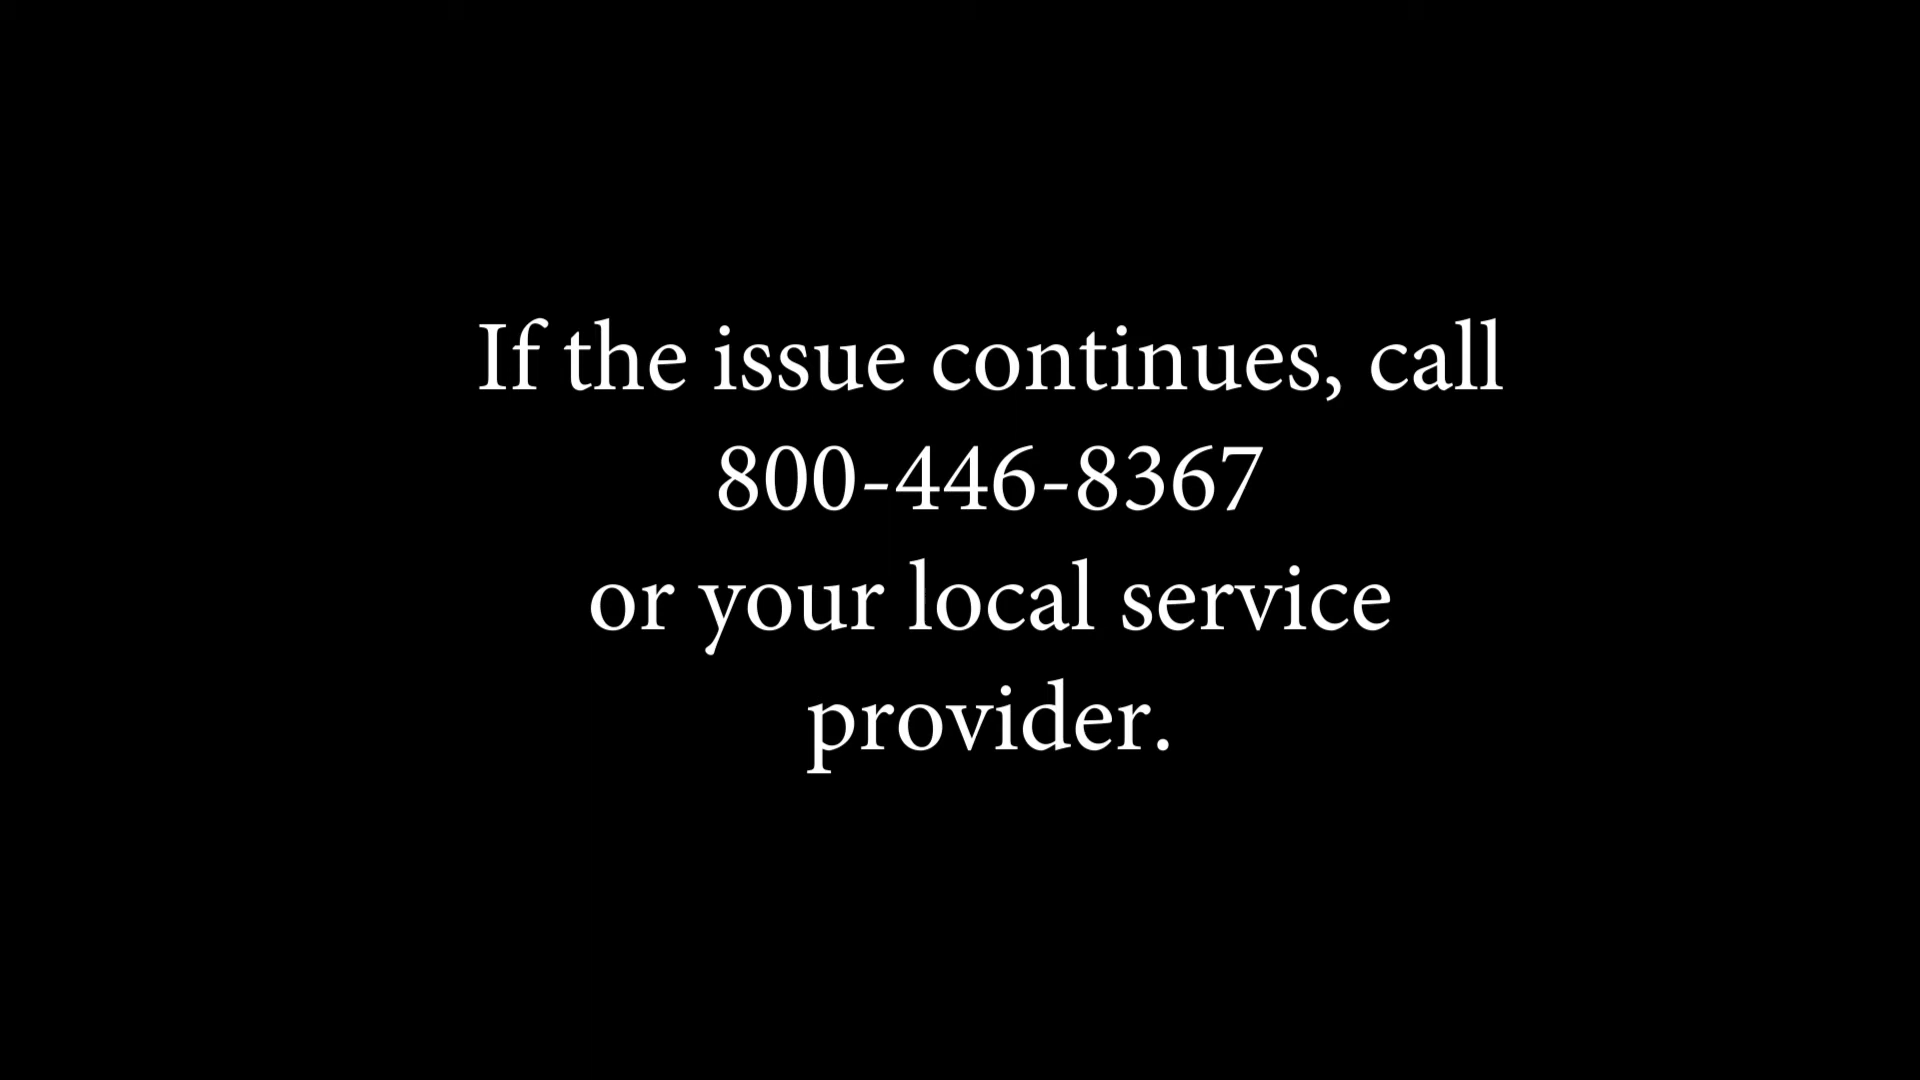 If the issue continues, call
800-446-8367
or your local service
provider.